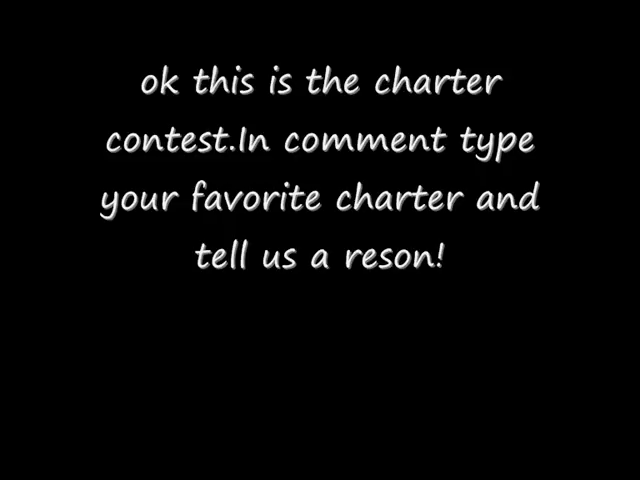 ok this is the charter
contest.In comment type
your favorite charter and
tell us a reson!